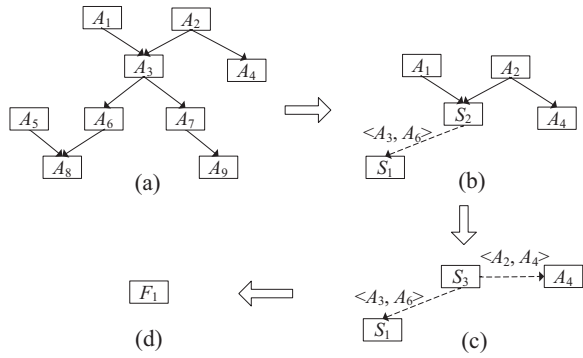 A1 A2
A3 A4
A5 A6 A7
A8 A9
(a)
A1 A2
S2 A4
<A3, A6>
S1
(b)
<A2, A4>
S3 A4
<A3, A6>
S1
(c)
F1
(d)